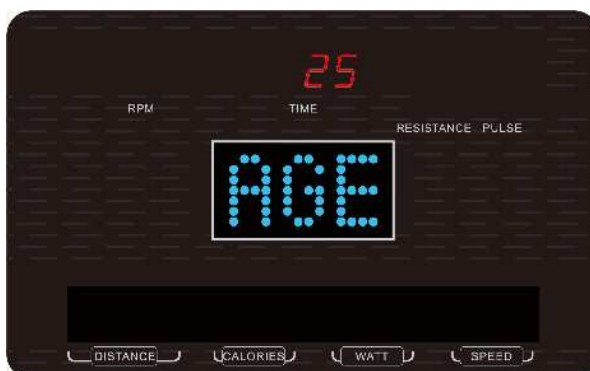 25
RPM TIME
RESISTANCE PULSE
AGE
DISTANCE CALORIES WATT SPEED